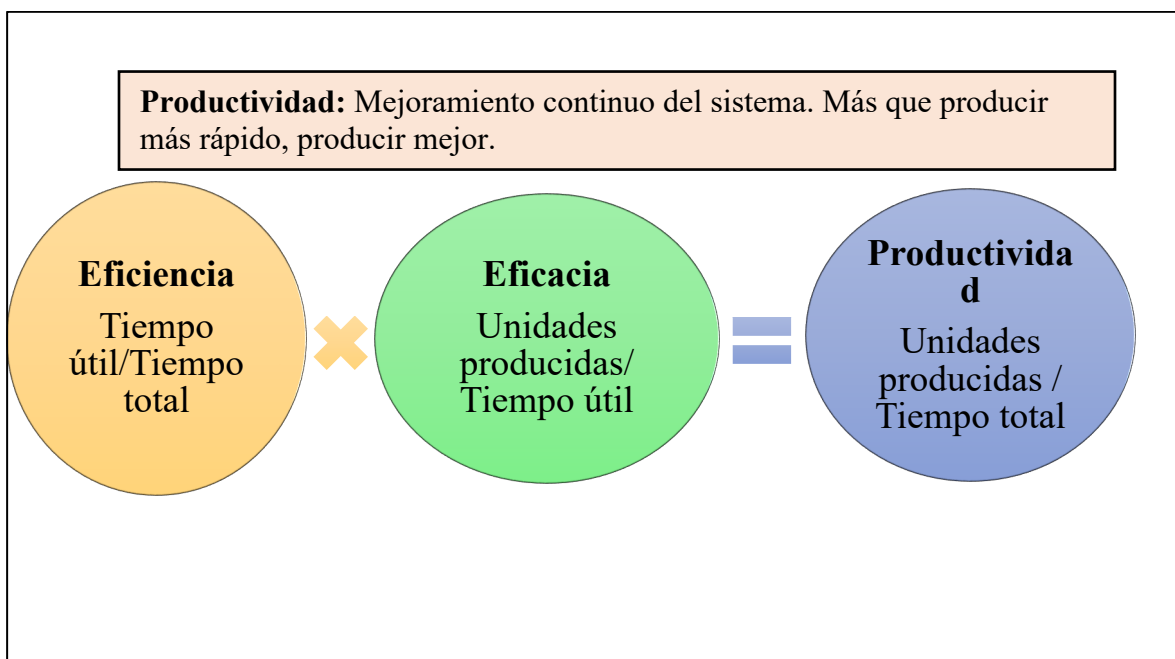 Productividad: Mejoramiento continuo del sistema. Más que producir
más rápido, producir mejor.
Eficiencia
Tiempo
útil/Tiempo
total
Eficacia
Unidades
producidas/
Tiempo útil
Productivida
d
Unidades
producidas /
Tiempo total